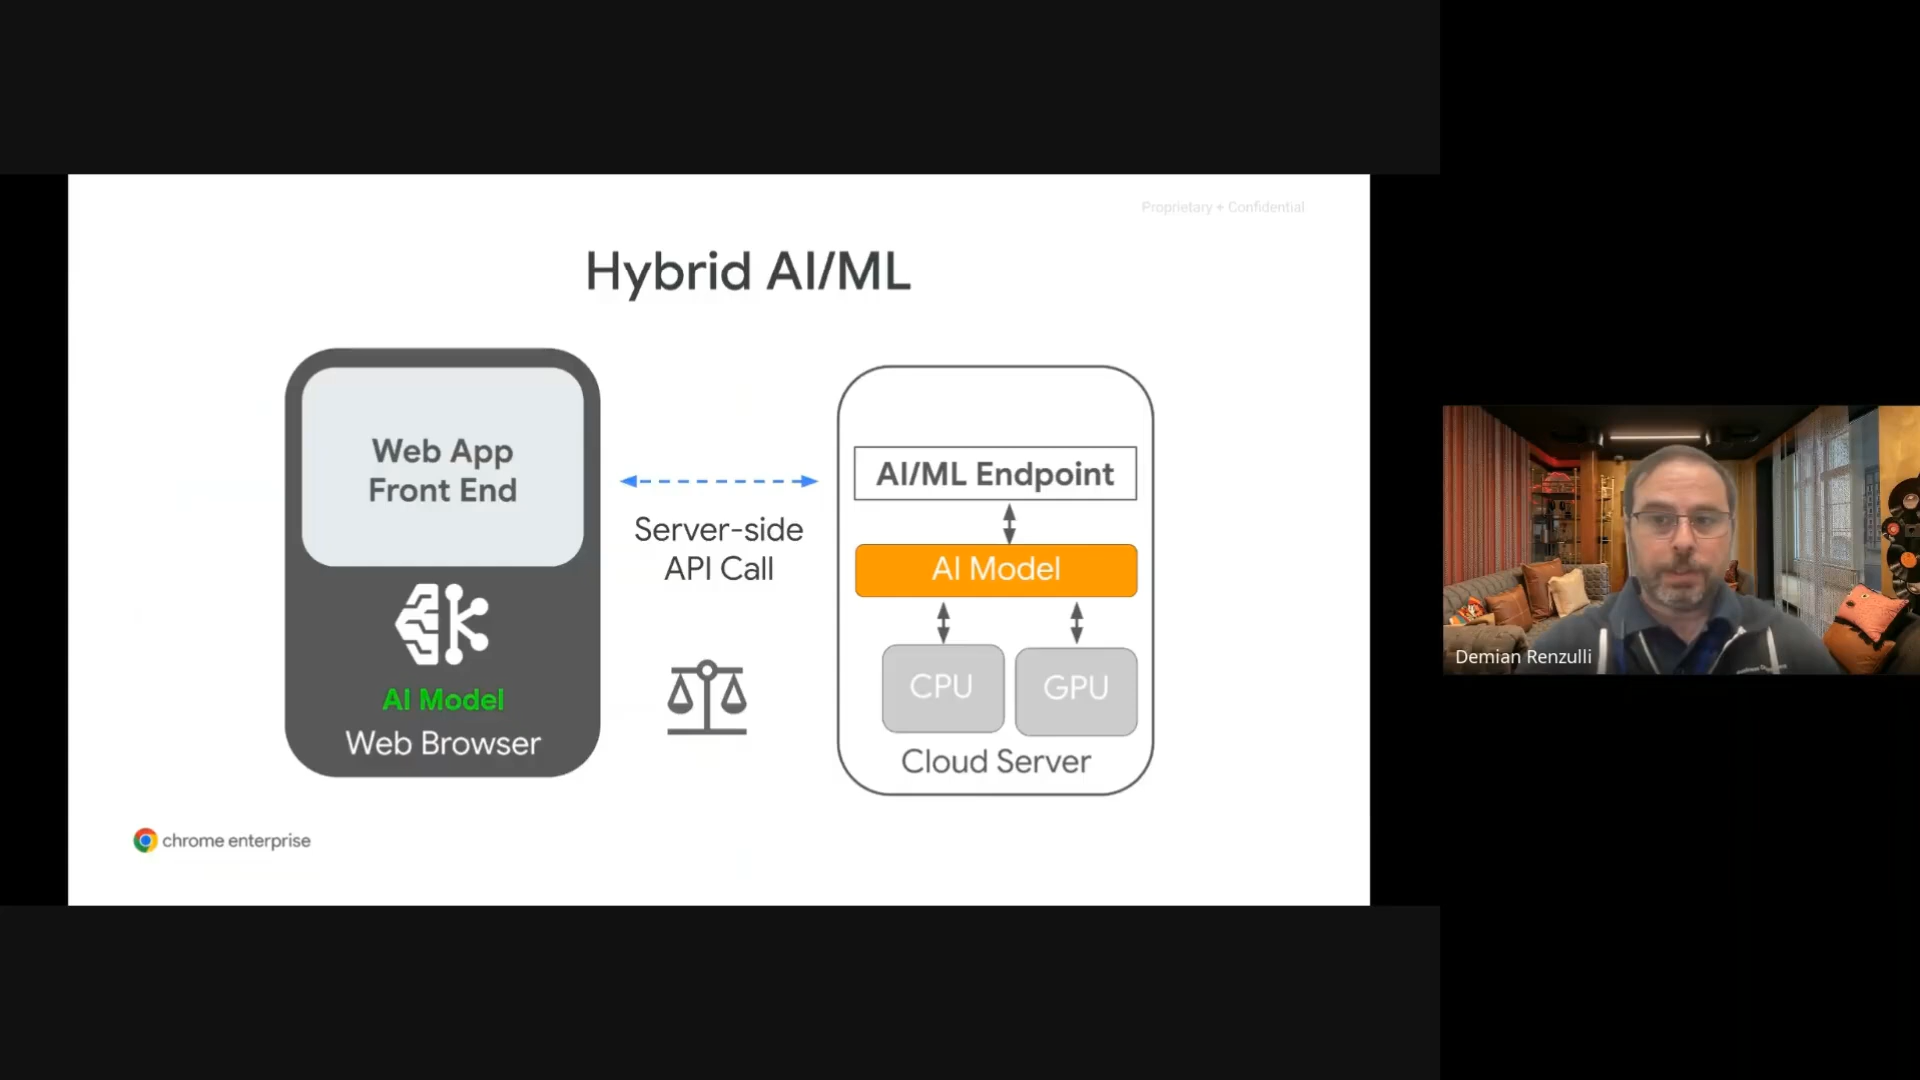 Proprietary + Confidential
Hybrid AI/ML
Web App
Front End
AI Model
Web Browser
Server-side
API Call
AI/ML Endpoint
AI Model
CPU
GPU
Cloud Server
chrome enterprise
Demian Renzulli